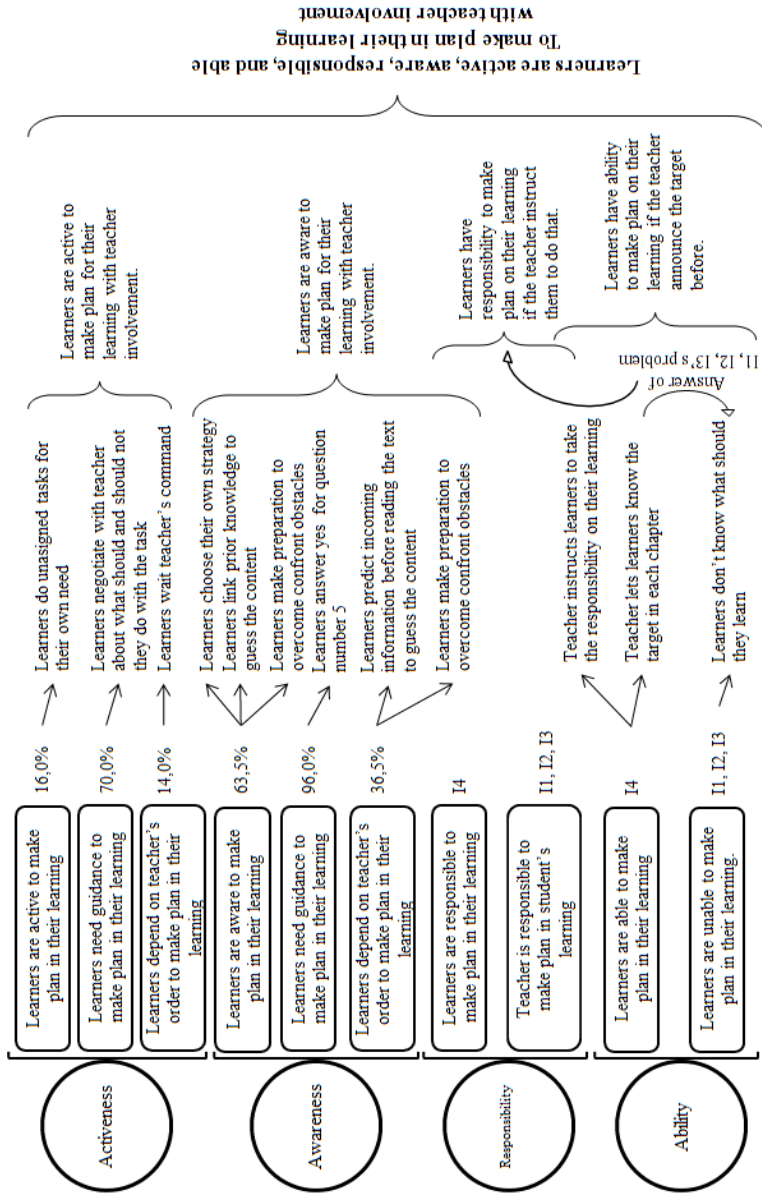 Activeness
Learners are active to make
plan in their learning
16,0%
Learners do unassigned tasks for
their own need
Learners need guidance to
make plan in their learning
70,0%
Learners negotiate with teacher
about what should and should not
they do with the task
Learners depend on teacher's
order to make plan in their
learning
14,0%
Learners wait teacher's command
Learners are active to
make plan for their
learning with teacher
involvement.
Awareness
Learners are aware to make
plan in their learning
63,5%
Learners choose their own strategy
Learners link prior knowledge to
guess the content
Learners make preparation to
overcome confront obstacles
Learners need guidance to
make plan in their learning
96,0%
Learners answer yes for question
number 5
Learners depend on teacher's
order to make plan in their
learning
36,5%
Learners predict incoming
information before reading the text
to guess the content
Learners make preparation to
overcome confront obstacles
Learners are aware to
make plan for their
learning with teacher
involvement.
Responsibility
Learners are responsible to
make plan in their learning
I4
Teacher is responsible to
make plan in student's
learning
I1, I2, I3
Learners have
responsibility to make
plan on their learning
if the teacher instruct
them to do that.
Ability
Learners are able to make
plan in their learning
I4
Teacher instructs learners to take
the responsibility on their learning
Teacher lets learners know the
target in each chapter
Learners are unable to make
plan in their learning.
I1, I2, I3
Learners don't know what should
they learn
Answer of
I1, I2, I3's problem
Learners have ability
to make plan on their
learning if the teacher
announce the target
before.
Learners are active, aware, responsible, and able
To make plan in their learning
with teacher involvement